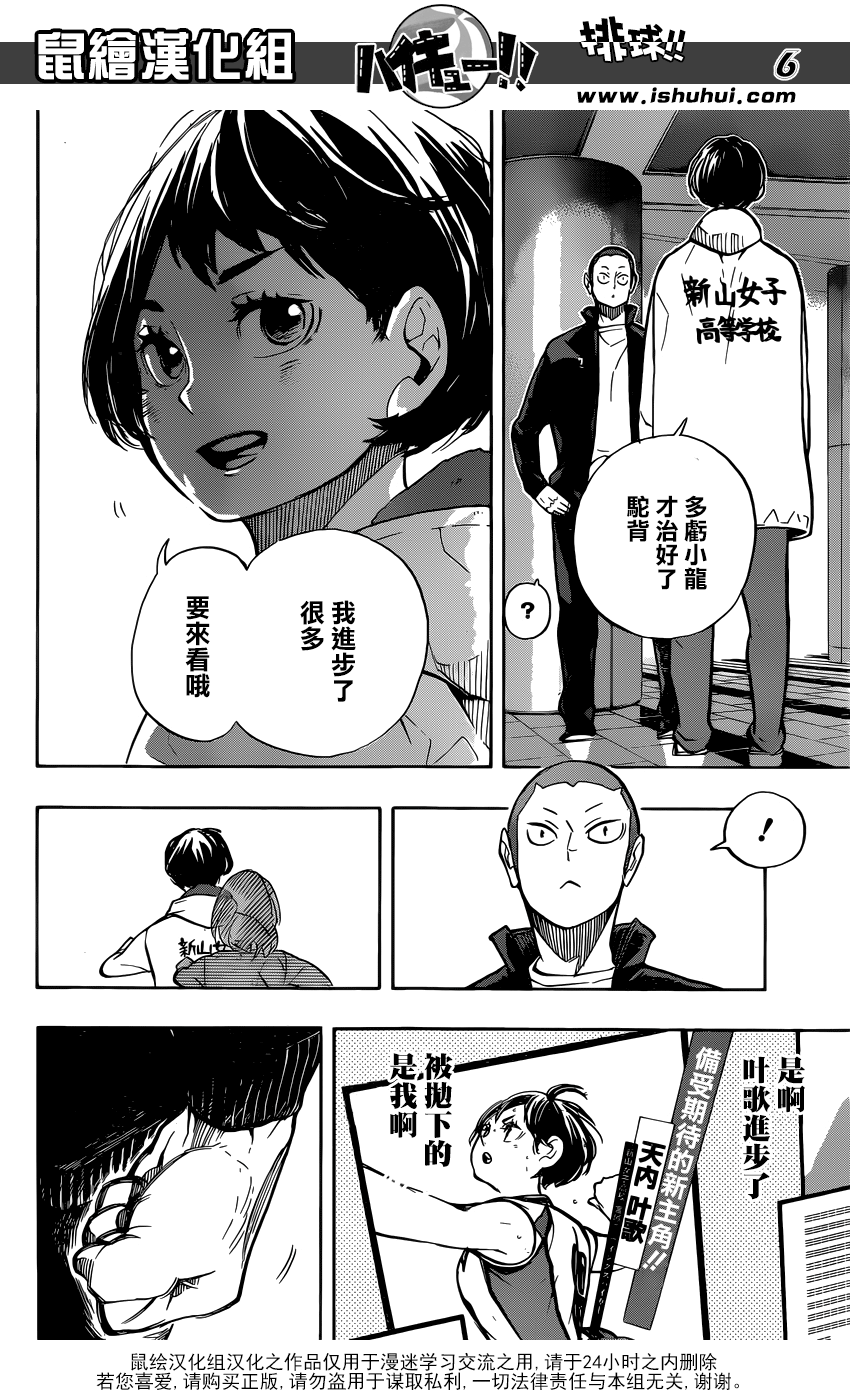 鼠繪漢化組
ハイキュー!!
排球!!
6
www.ishuhui.com
新山女子
高等学校
多虧小龍
才治好了
駝背
?
我進步了
很多
要來看哦
!
新山女
是啊
叶歌進步了
備受期待的新主角!!
天内 叶歌
被拋下的
是我啊
鼠绘汉化组汉化之作品仅用于漫迷学习交流之用, 请于24小时之内删除
若您喜爱, 请购买正版, 请勿盗用于谋取私利, 一切法律责任与本组无关, 谢谢。